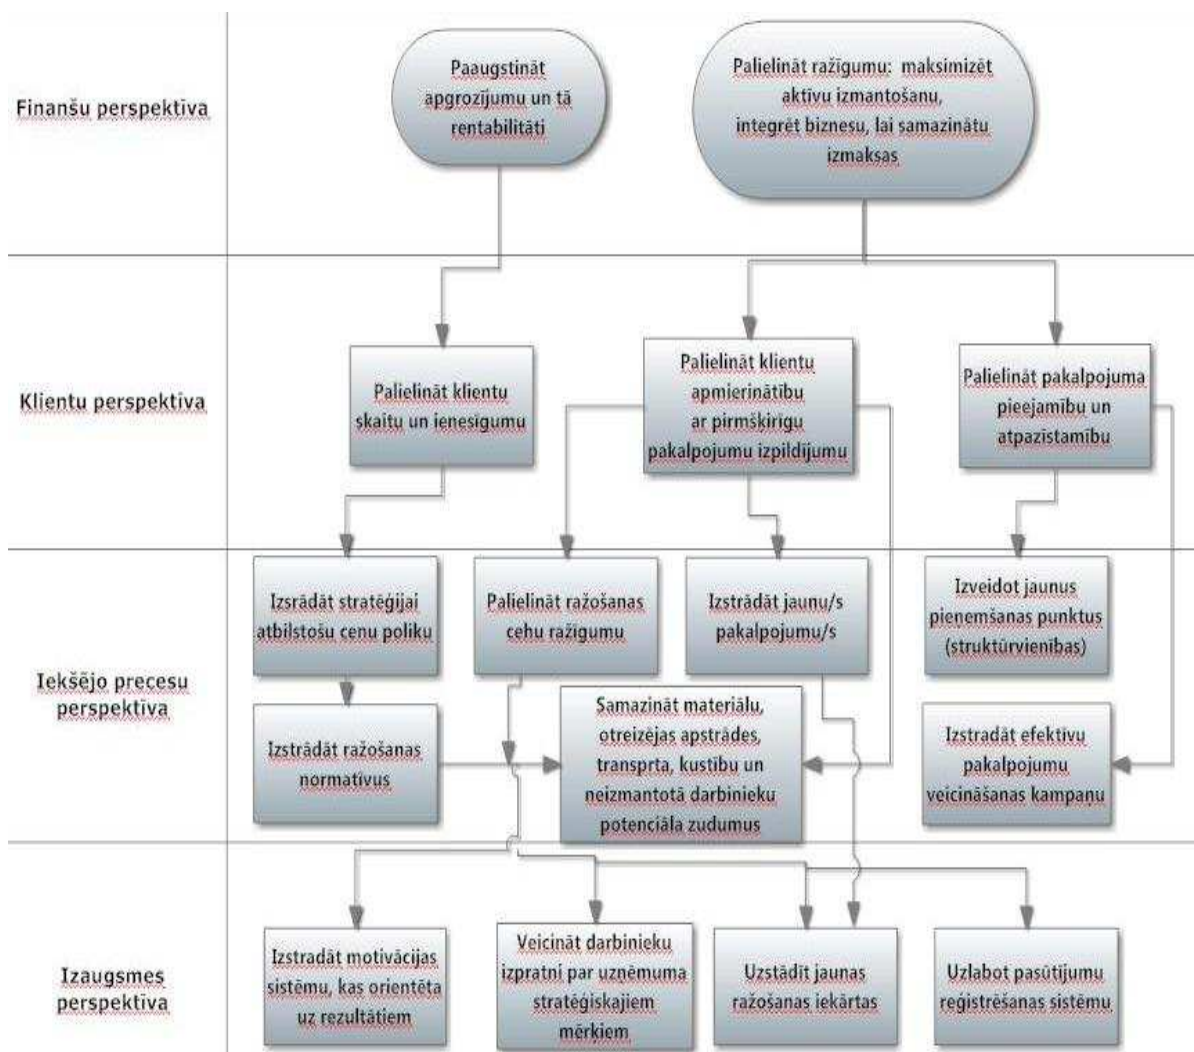 Finanšu perspektīva
Paaugstināt
apgrozījumu un tā
rentabilitāti
Palielināt ražīgumu: maksimizēt
aktīvu izmantošanu,
integrēt biznesu, lai samazinātu
izmaksas
Klientu perspektīva
Palielināt klientu
skaitu un ienesīgumu
Palielināt klientu
apmierinātību
ar pirmšķirīgu
pakalpojumu izpildījumu
Palielināt pakalpojuma
pieejamību un
atpazīstamību
Iekšējo precesu
perspektīva
Izsrādāt stratēģijai
atbilstošu cenu poliku
Palielināt ražošanas
cehu ražīgumu
Izstrādāt jaunu/s
pakalpojumu/s
Izveidot jaunus
pieņemšanas punktus
(struktūrvienības)
Izstrādāt ražošanas
normatīvus
Samazināt materiālu,
otreizējas apstrādes,
transprta, kustību un
neizmantotā darbinieku
potenciāla zudumus
Izstradāt efektīvu
pakalpojumu
veicināšanas kampaņu
Izaugsmes
perspektīva
Izstradāt motivācijas
sistēmu, kas orientēta
uz rezultātiem
Veicināt darbinieku
izpratni par uzņēmuma
stratēģiskajiem
mērķiem
Uzstādīt jaunas
ražošanas iekārtas
Uzlabot pasūtījumu
reģistrēšanas sistēmu